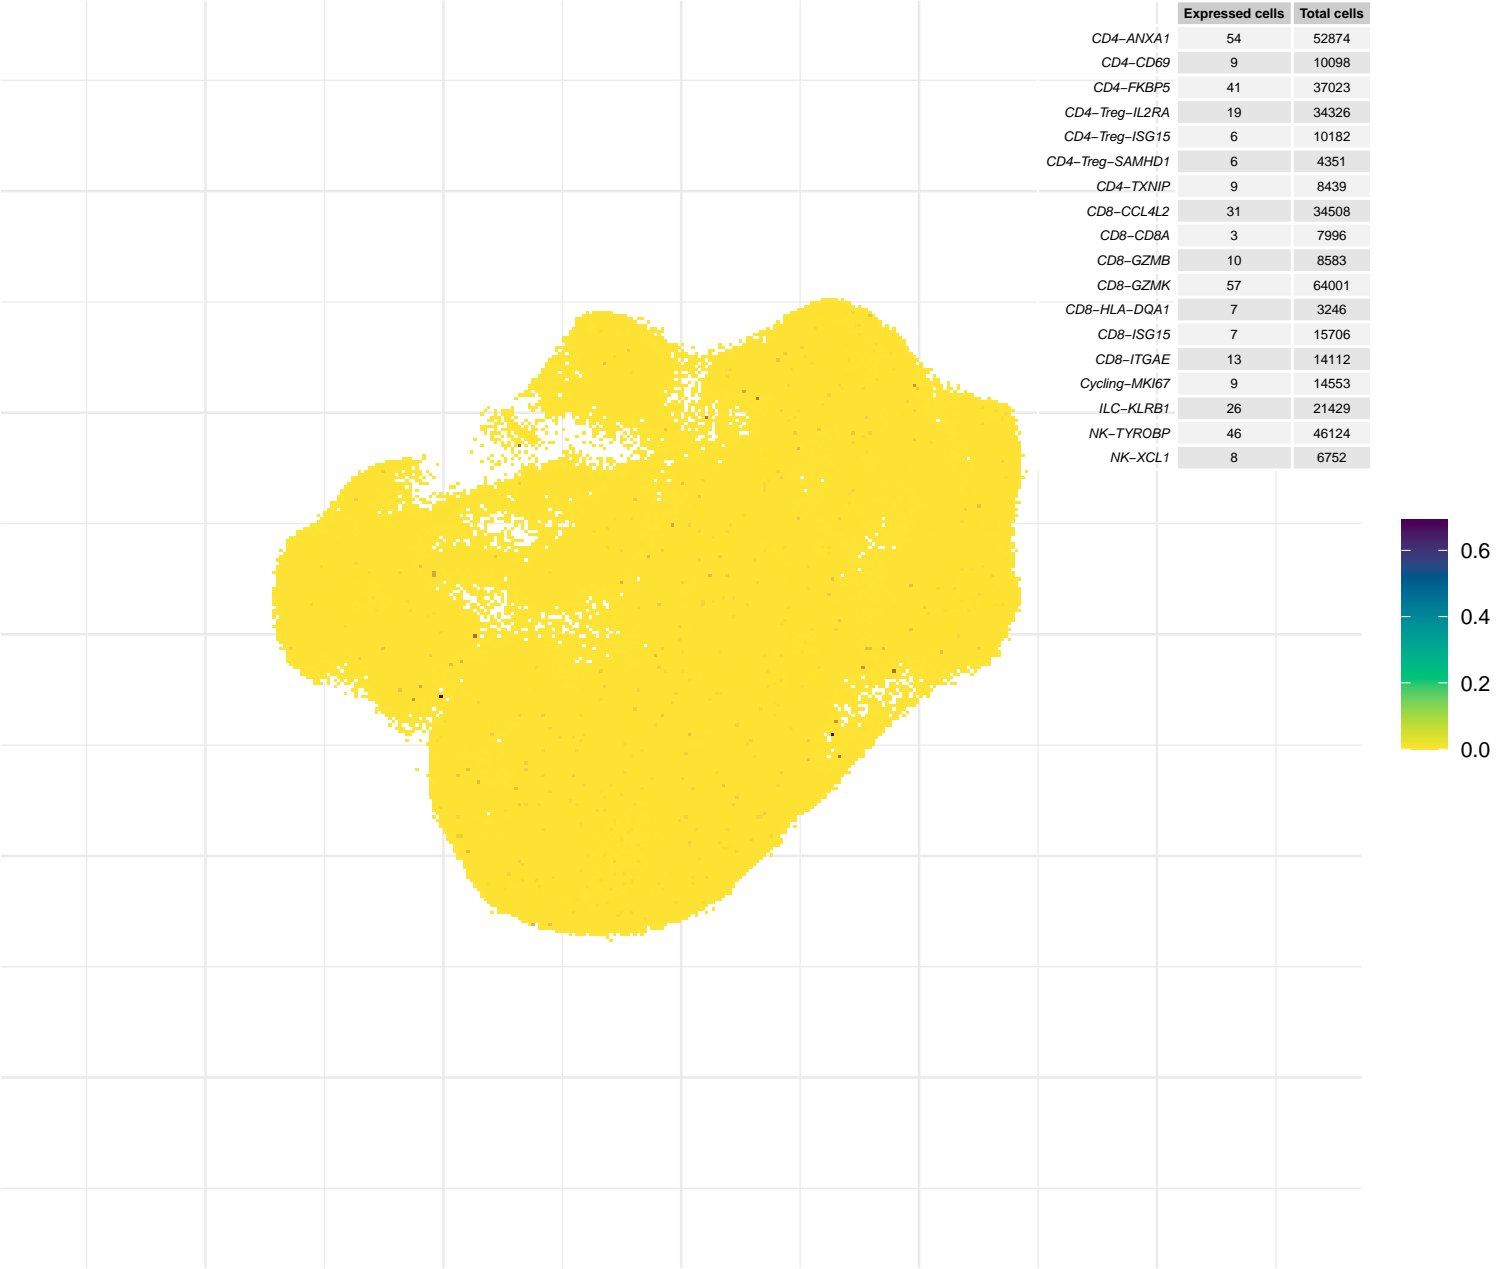 Expressed cells Total cells
CD4−ANXA1 54 52874
CD4−CD69 9 10098
CD4−FKBP5 41 37023
CD4−Treg−IL2RA 19 34326
CD4−Treg−ISG15 6 10182
CD4−Treg−SAMHD1 6 4351
CD4−TXNIP 9 8439
CD8−CCL4L2 31 34508
CD8−CD8A 3 7996
CD8−GZMB 10 8583
CD8−GZMK 57 64001
CD8−HLA−DQA1 7 3246
CD8−ISG15 7 15706
CD8−ITGAE 13 14112
Cycling−MKI67 9 14553
ILC−KLRB1 26 21429
NK−TYROBP 46 46124
NK−XCL1 8 6752
0.6
0.4
0.2
0.0